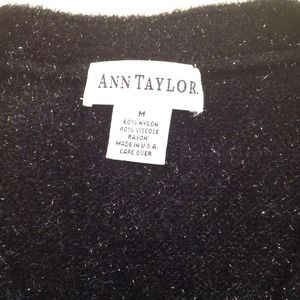 ANN TAYLOR.
M
60% NYLON
40% VISCOSE
RAYON
MADE IN U.S.A.
CARE OVER